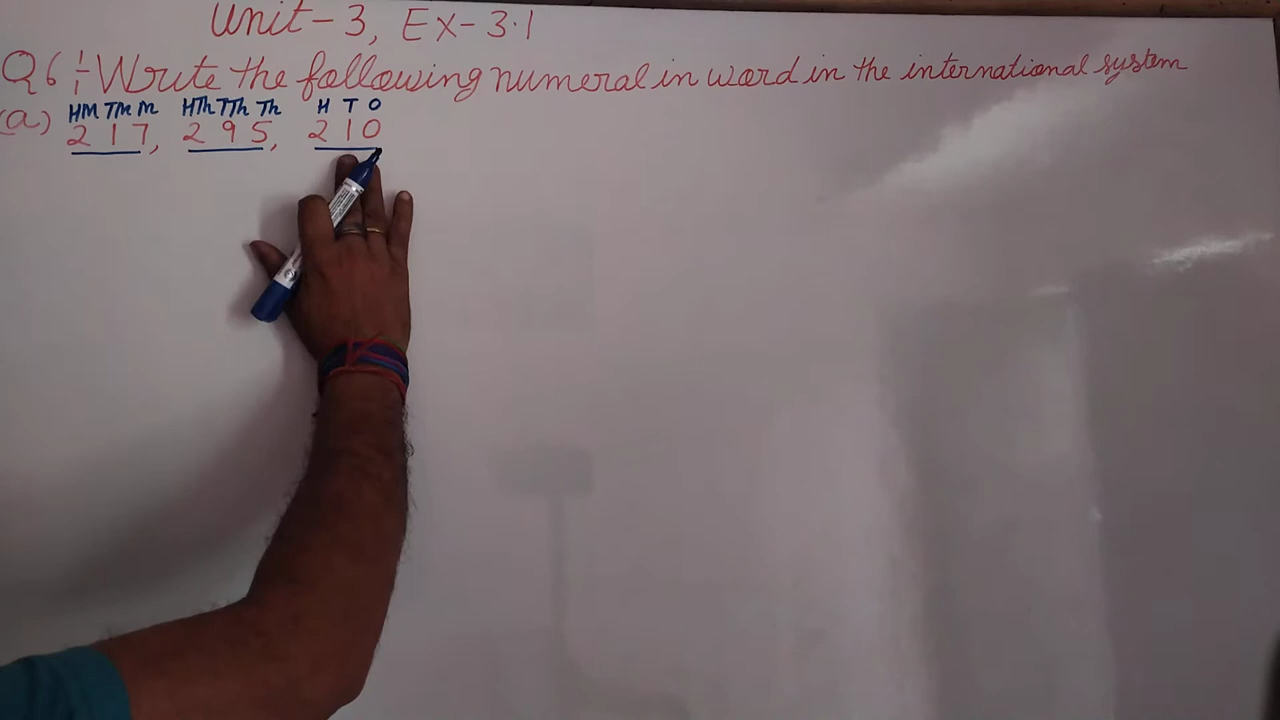 Unit-3, Ex-3.1
Q6 :- Write the following numeral in word in the international system
HM TM M HTh TTh Th H T O
(a) 217, 295, 210